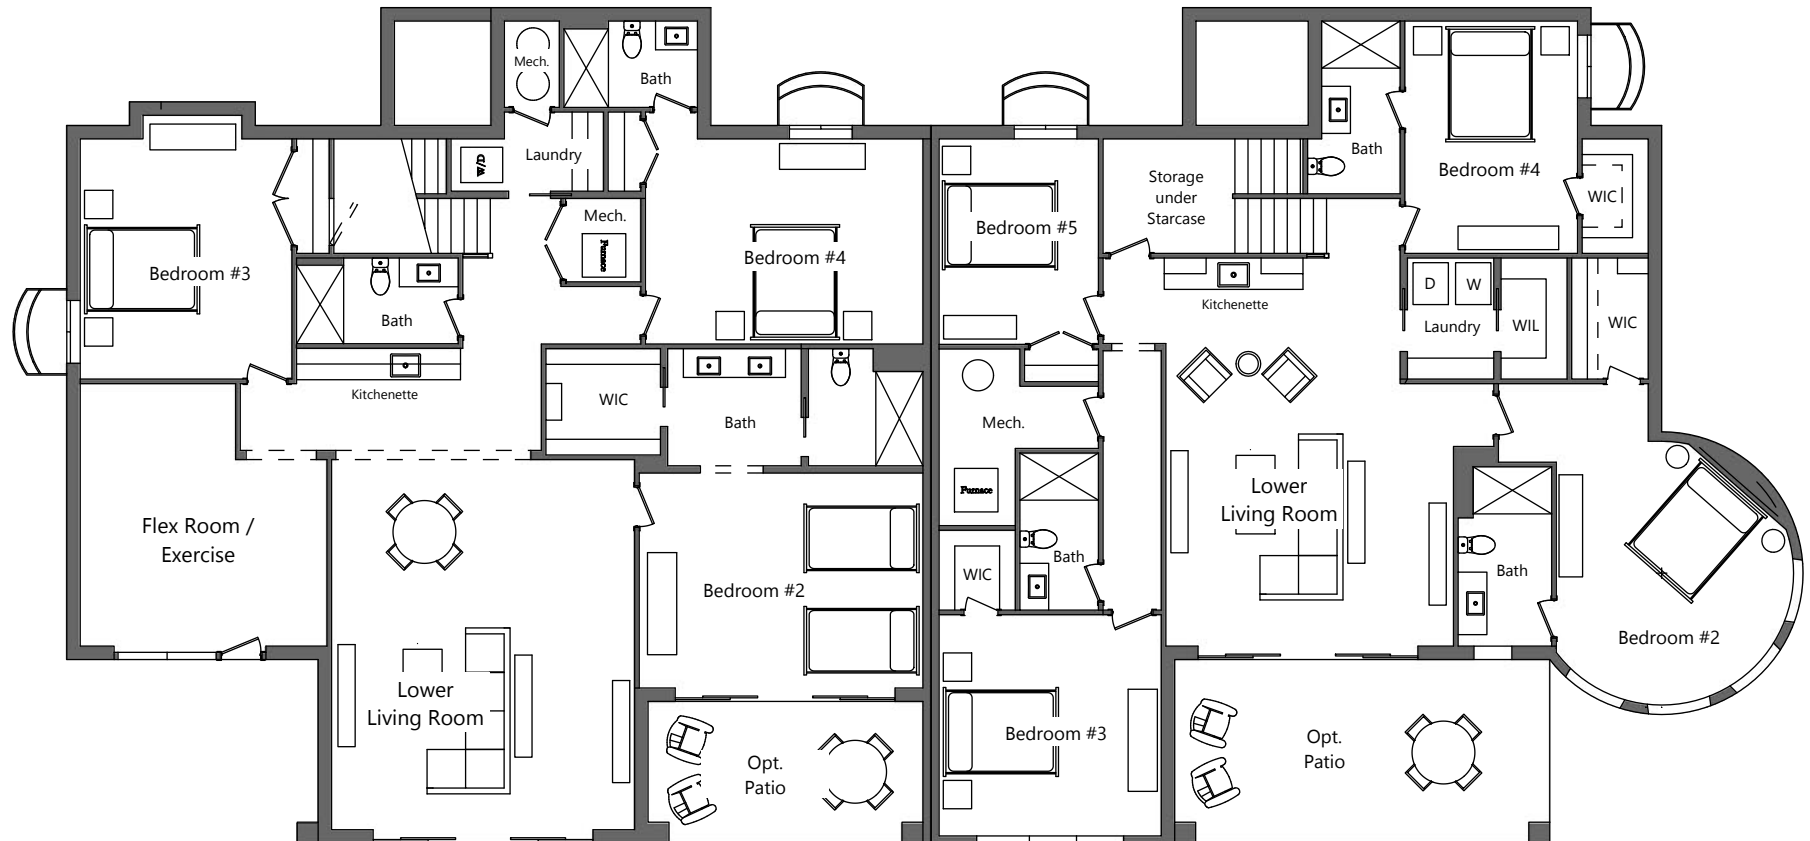 Mech.
Bath
W/D
Laundry
Mech.
Furnace
Bedroom #3
Bedroom #4
Bath
Kitchenette
WIC
Bath
Flex Room /
Exercise
Bedroom #2
Lower
Living Room
Opt.
Patio
Bath
Bedroom #4
WIC
Storage
under
Starcase
Bedroom #5
Kitchenette
D
W
Laundry
WIL
WIC
Mech.
Furnace
Lower
Living Room
WIC
Bath
Bath
Bedroom #2
Bedroom #3
Opt.
Patio